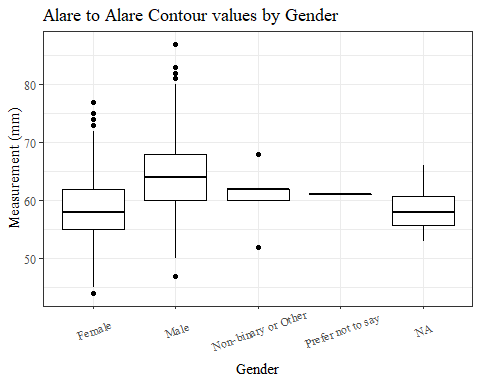 Alare to Alare Contour values by Gender
Measurement (mm)
80
70
60
50
Female
Male
Non-binary or Other
Prefer not to say
NA
Gender